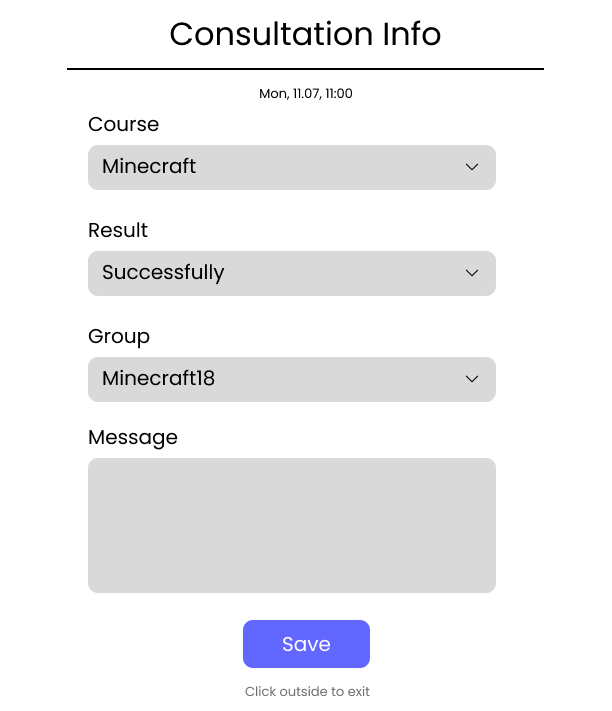 Consultation Info
Mon, 11.07, 11:00
Course
Minecraft
Result
Successfully
Group
Minecraft18
Message
Save
Click outside to exit